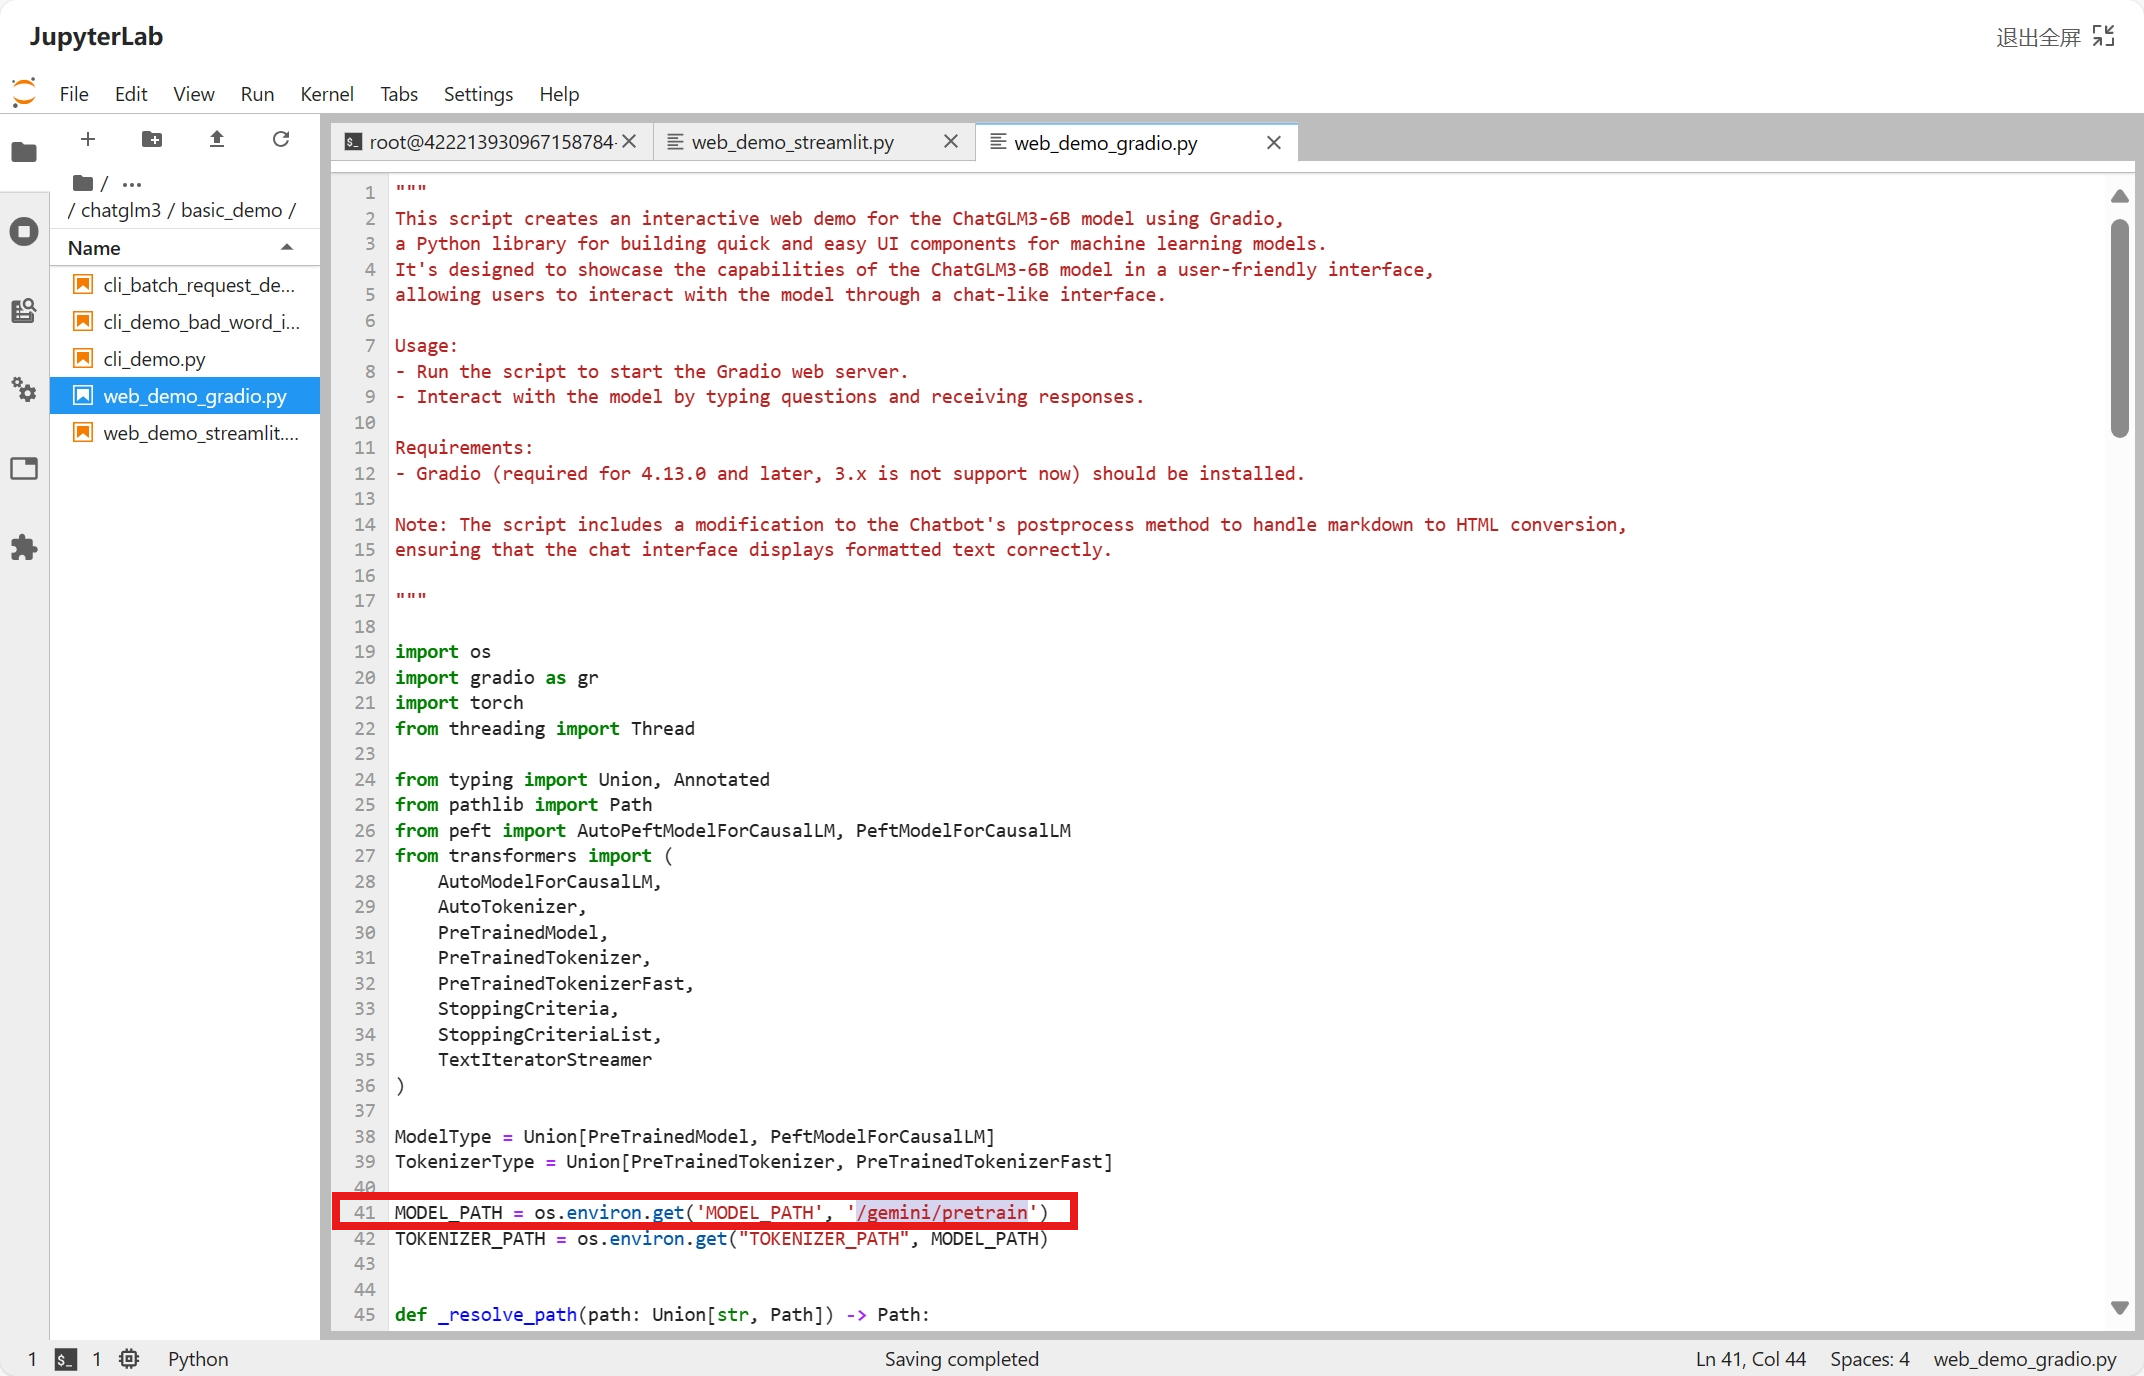 JupyterLab
退出全屏
File Edit View Run Kernel Tabs Settings Help
root@422213930967158784- web_demo_streamlit.py web_demo_gradio.py
/ ...
/ chatglm3 / basic_demo /
Name
cli_batch_request_de...
cli_demo_bad_word_i...
cli_demo.py
web_demo_gradio.py
web_demo_streamlit....
1 """
2 This script creates an interactive web demo for the ChatGLM3-6B model using Gradio,
3 a Python library for building quick and easy UI components for machine learning models.
4 It's designed to showcase the capabilities of the ChatGLM3-6B model in a user-friendly interface,
5 allowing users to interact with the model through a chat-like interface.
6
7 Usage:
8 - Run the script to start the Gradio web server.
9 - Interact with the model by typing questions and receiving responses.
10
11 Requirements:
12 - Gradio (required for 4.13.0 and later, 3.x is not support now) should be installed.
13
14 Note: The script includes a modification to the Chatbot's postprocess method to handle markdown to HTML conversion,
15 ensuring that the chat interface displays formatted text correctly.
16
17 """
18
19 import os
20 import gradio as gr
21 import torch
22 from threading import Thread
23
24 from typing import Union, Annotated
25 from pathlib import Path
26 from peft import AutoPeftModelForCausalLM, PeftModelForCausalLM
27 from transformers import (
28     AutoModelForCausalLM,
29     AutoTokenizer,
30     PreTrainedModel,
31     PreTrainedTokenizer,
32     PreTrainedTokenizerFast,
33     StoppingCriteria,
34     StoppingCriteriaList,
35     TextIteratorStreamer
36 )
37
38 ModelType = Union[PreTrainedModel, PeftModelForCausalLM]
39 TokenizerType = Union[PreTrainedTokenizer, PreTrainedTokenizerFast]
40
41 MODEL_PATH = os.environ.get('MODEL_PATH', '/gemini/pretrain')
42 TOKENIZER_PATH = os.environ.get("TOKENIZER_PATH", MODEL_PATH)
43
44
45 def _resolve_path(path: Union[str, Path]) -> Path:
1 1 Python Saving completed Ln 41, Col 44 Spaces: 4 web_demo_gradio.py